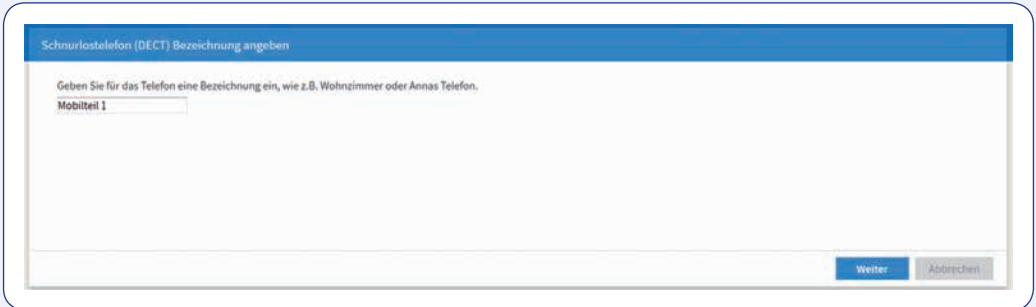 Schnurlostelefon (DECT) Bezeichnung angeben
Geben Sie für das Telefon eine Bezeichnung ein, wie z.B. Wohnzimmer oder Annas Telefon.
Mobilteil 1
Weiter Abbrechen